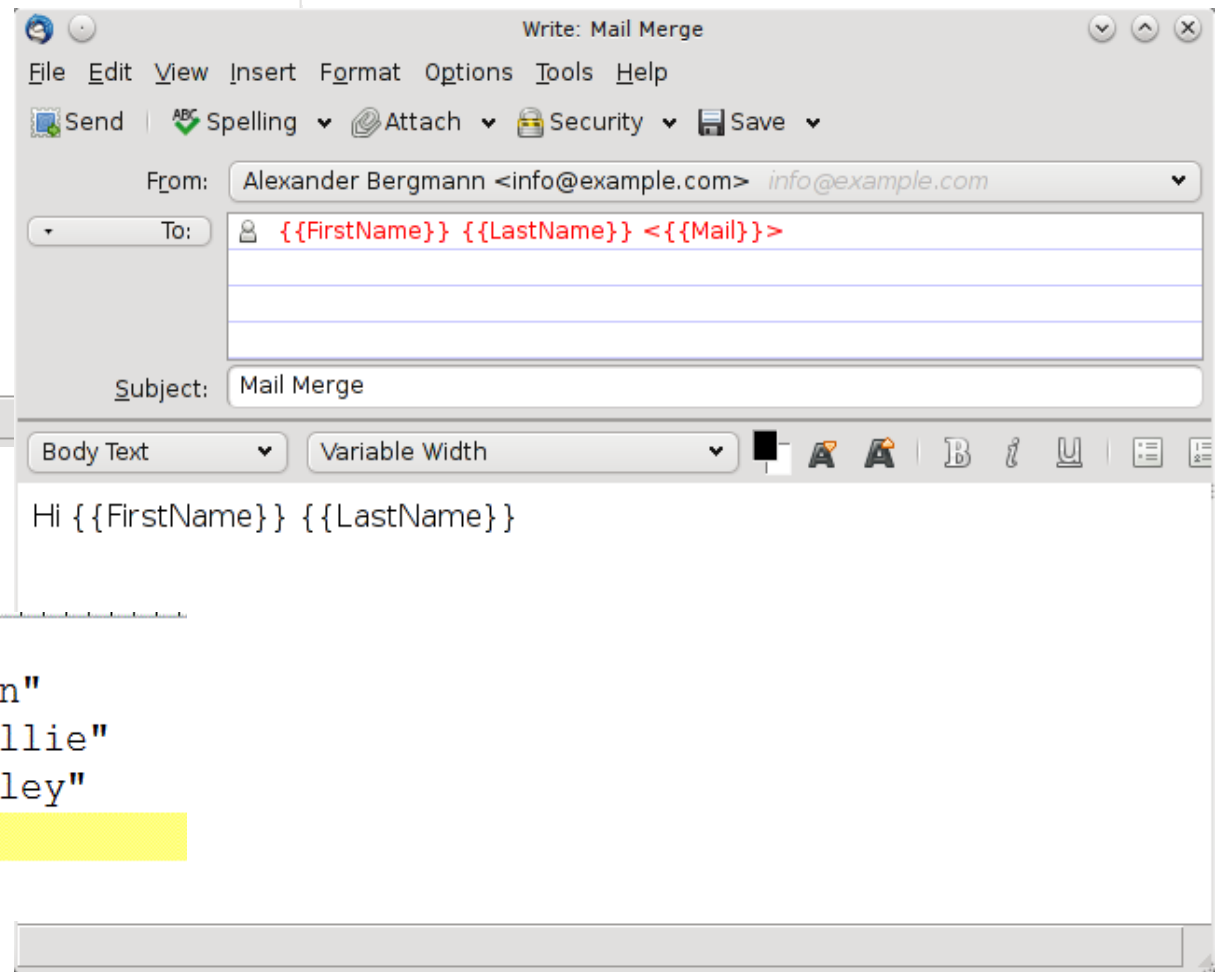 Write: Mail Merge
File Edit View Insert Format Options Tools Help
Send ABC Spelling Attach Security Save
From: Alexander Bergmann <info@example.com> info@example.com
To: {{FirstName}} {{LastName}} <{{Mail}}>
Subject: Mail Merge
Body Text Variable Width A A B i U
Hi {{FirstName}} {{LastName}}
n"
llie"
ley"